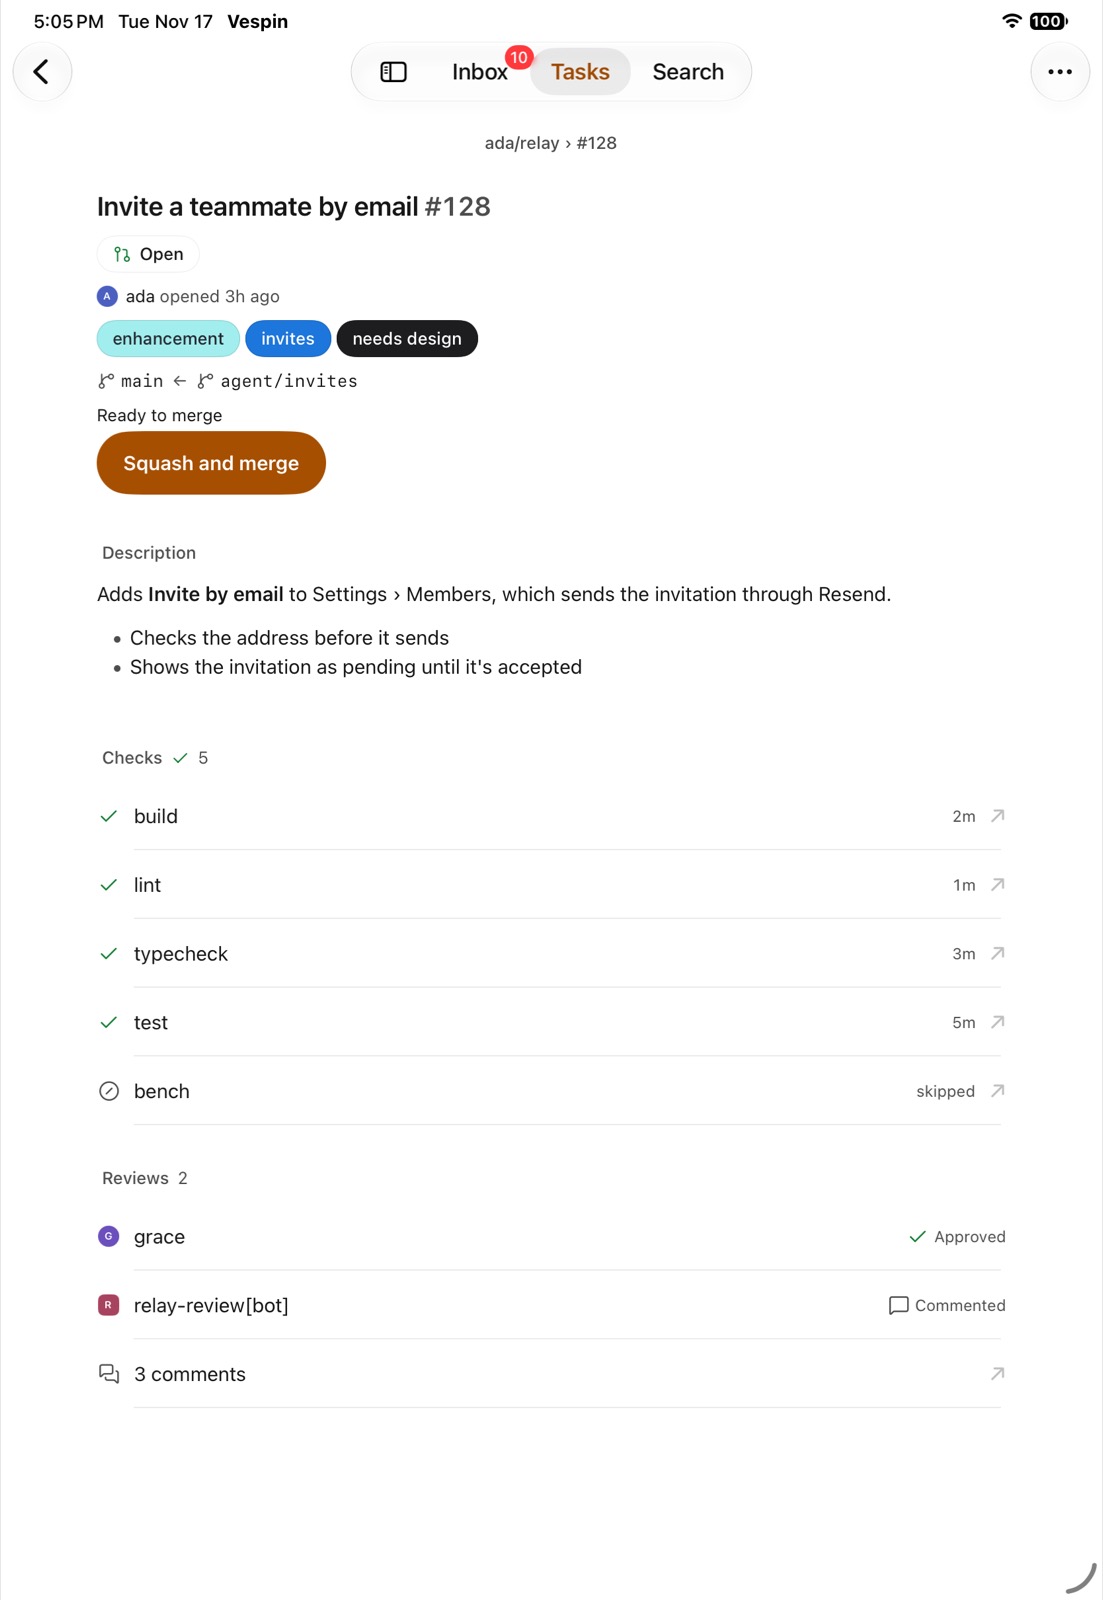 5:05 PM Tue Nov 17 Vespin
100
Inbox 10 Tasks Search
ada/relay › #128
Invite a teammate by email #128
Open
A ada opened 3h ago
enhancement invites needs design
main ← agent/invites
Ready to merge
Squash and merge
Description
Adds Invite by email to Settings › Members, which sends the invitation through Resend.
• Checks the address before it sends
• Shows the invitation as pending until it's accepted
Checks ✓ 5
build 2m
lint 1m
typecheck 3m
test 5m
bench skipped
Reviews 2
G grace Approved
R relay-review[bot] Commented
3 comments